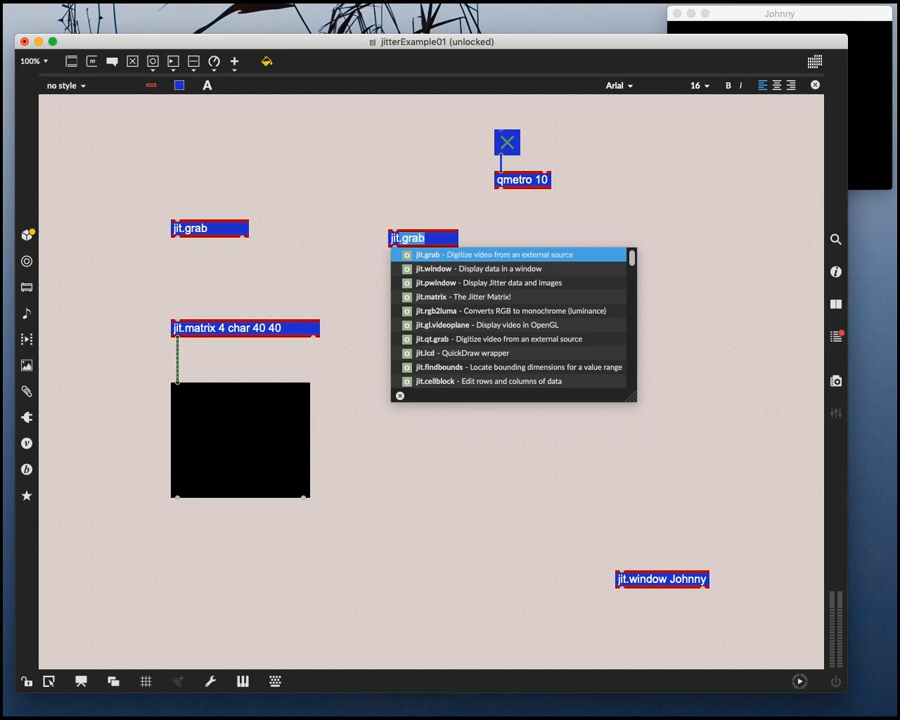 Johnny
jitterExample01 (unlocked)
100%
no style
A
Arial
16
B I
qmetro 10
jit.grab
jit.grab
jit.grab - Digitize video from an external source
jit.window - Display data in a window
jit.pwindow - Display Jitter data and images
jit.matrix - The Jitter Matrix!
jit.rgb2luma - Converts RGB to monochrome (luminance)
jit.gl.videoplane - Display video in OpenGL
jit.qt.grab - Digitize video from an external source
jit.lcd - QuickDraw wrapper
jit.findbounds - Locate bounding dimensions for a value range
jit.cellblock - Edit rows and columns of data
jit.matrix 4 char 40 40
jit.window Johnny